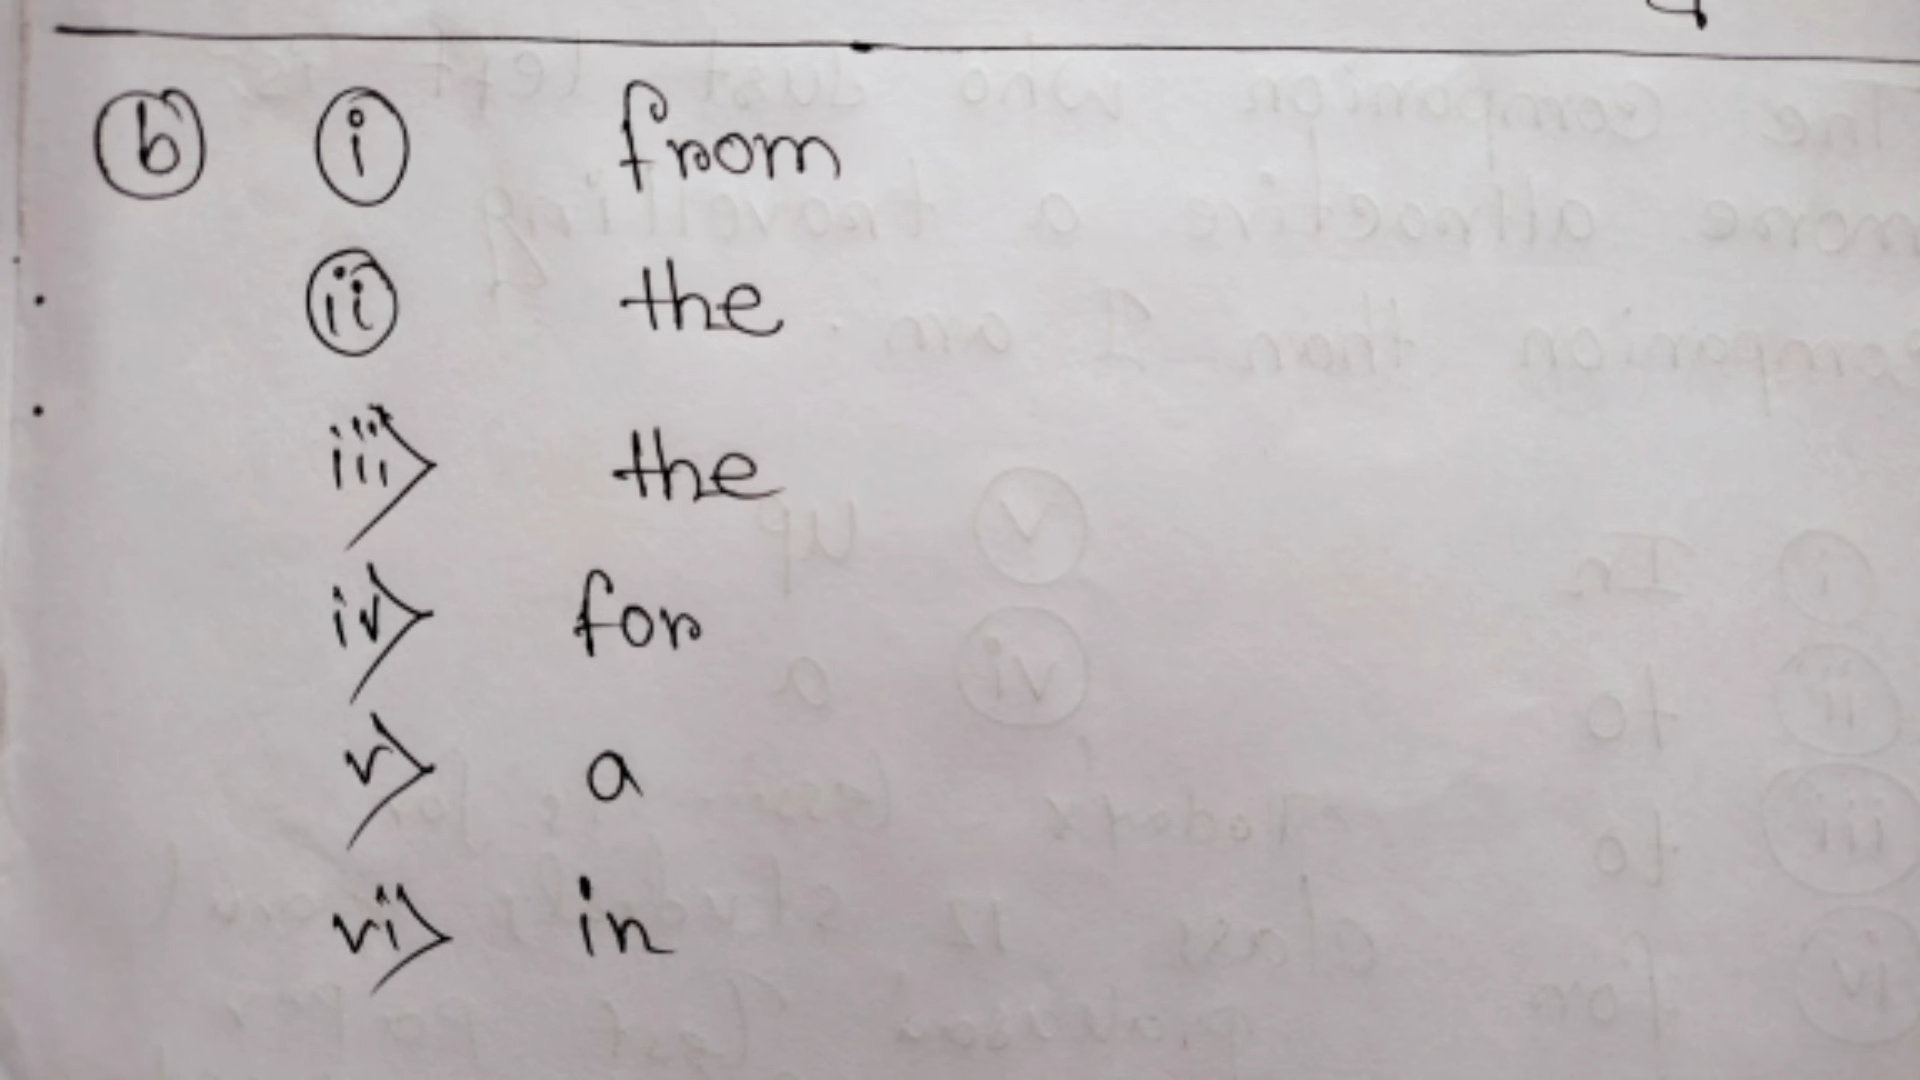 b i from
ii the
iii> the
iv> for
v> a
vi> in